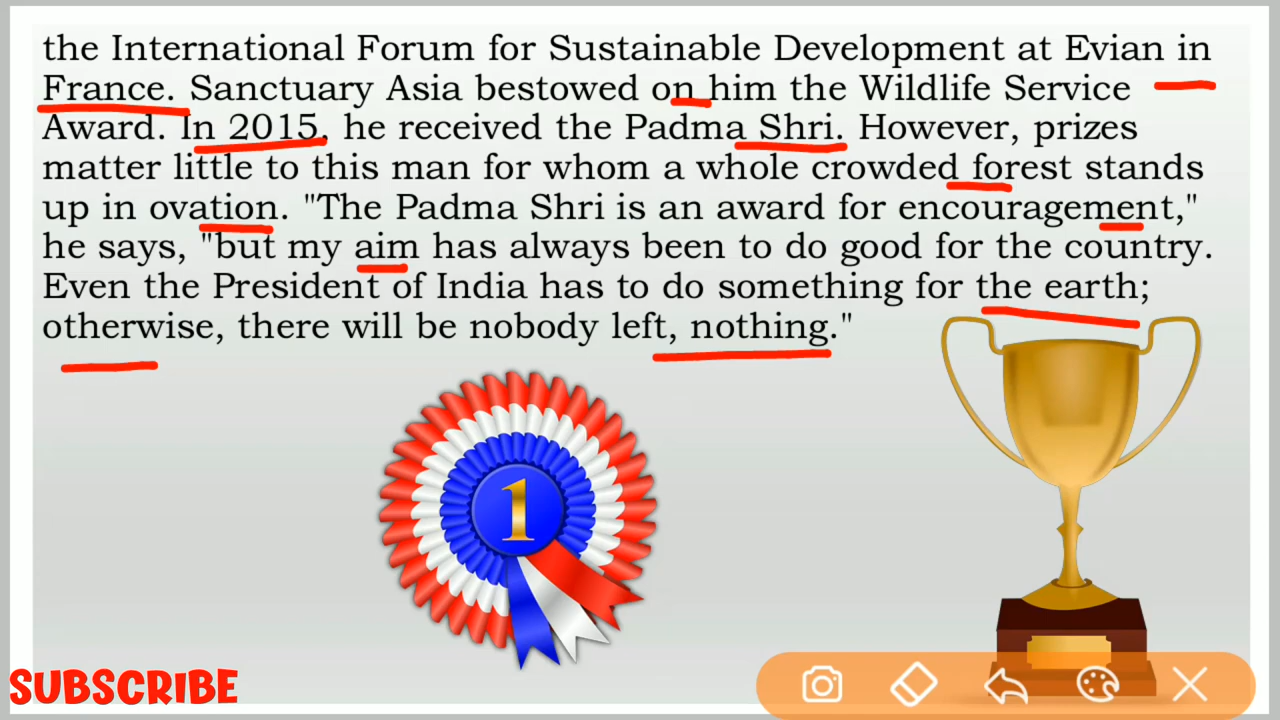 the International Forum for Sustainable Development at Evian in
France. Sanctuary Asia bestowed on him the Wildlife Service
Award. In 2015, he received the Padma Shri. However, prizes
matter little to this man for whom a whole crowded forest stands
up in ovation. "The Padma Shri is an award for encouragement,"
he says, "but my aim has always been to do good for the country.
Even the President of India has to do something for the earth;
otherwise, there will be nobody left, nothing."
1
SUBSCRIBE